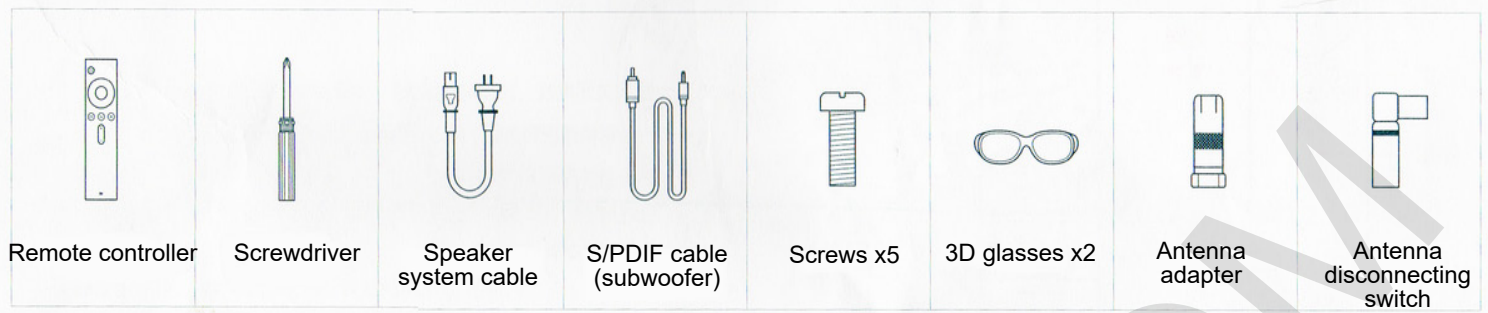 Remote controller
Screwdriver
Speaker
system cable
S/PDIF cable
(subwoofer)
Screws x5
3D glasses x2
Antenna
adapter
Antenna
disconnecting
switch